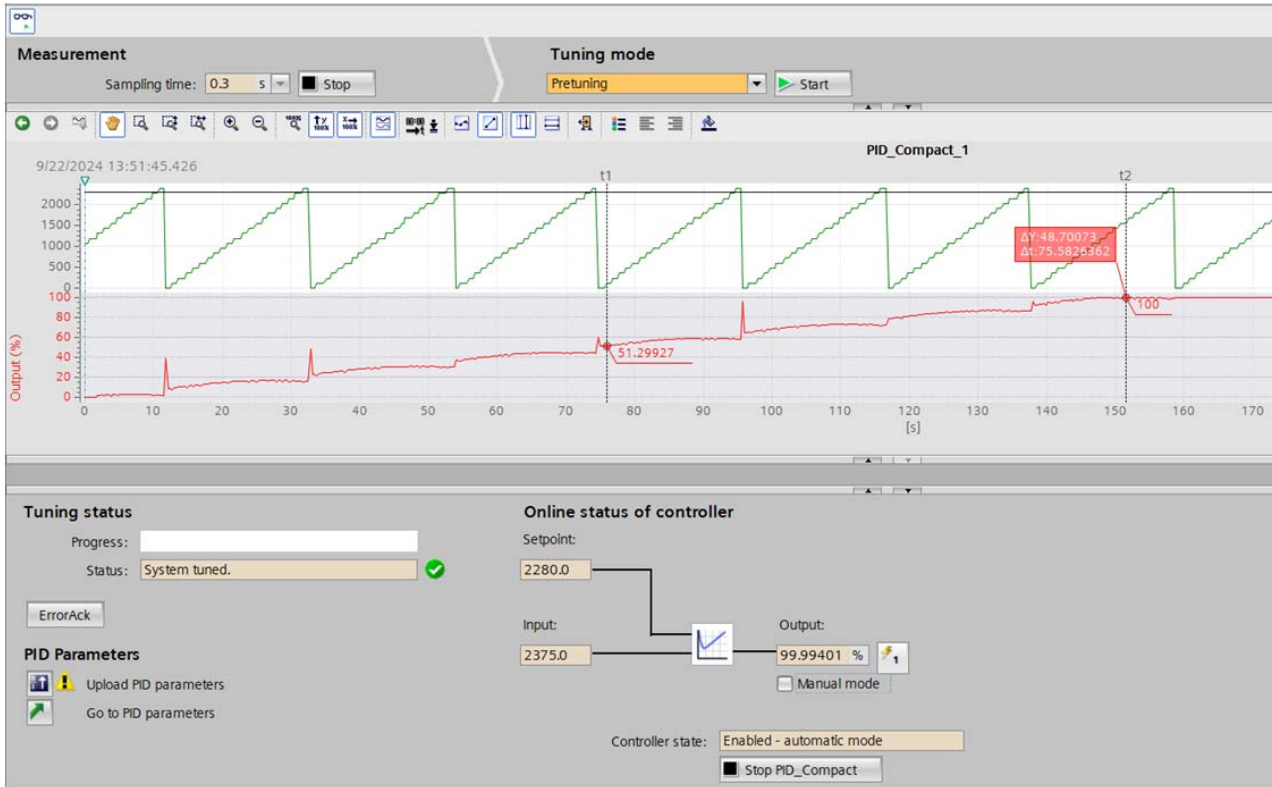 Measurement
Sampling time: 0.3 s Stop
Tuning mode
Pretuning Start
PID_Compact_1
9/22/2024 13:51:45.426
t1
t2
2000
1500
1000
500
0
ΔY:48.70073,
Δt:75.5826362
100
80
60
40
20
0
Output (%)
51.29927
100
0 10 20 30 40 50 60 70 80 90 100 110 120 130 140 150 160 170
[s]
Tuning status
Progress:
Status: System tuned.
ErrorAck
PID Parameters
Upload PID parameters
Go to PID parameters
Online status of controller
Setpoint:
2280.0
Input:
2375.0
Output:
99.99401 %
1
Manual mode
Controller state: Enabled - automatic mode
Stop PID_Compact